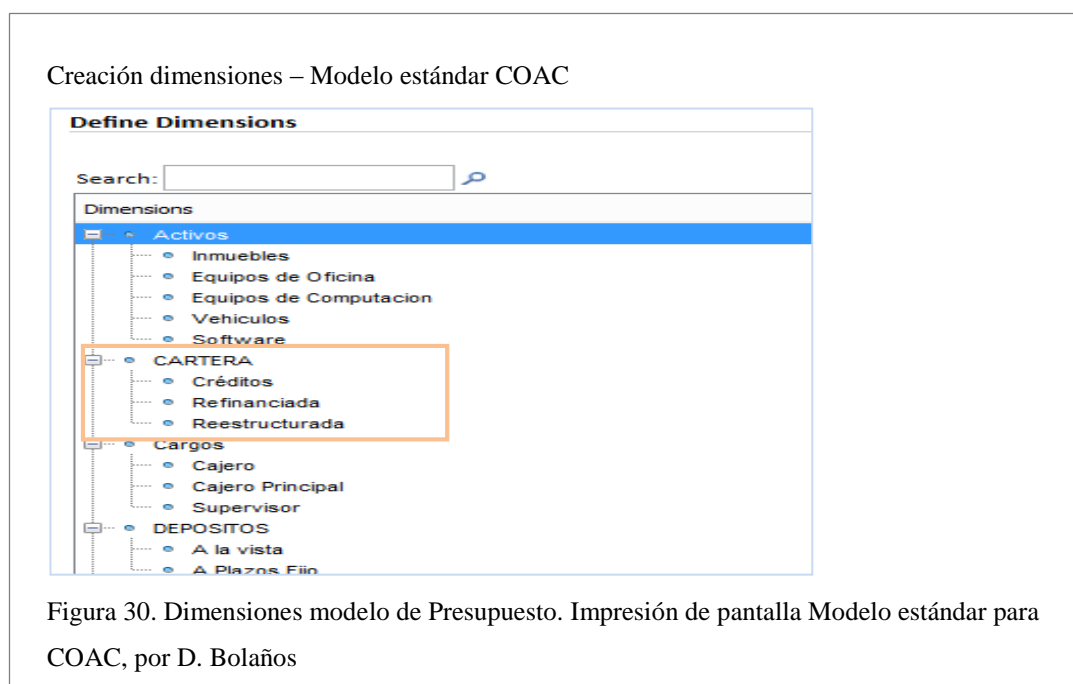 Creación dimensiones – Modelo estándar COAC
Define Dimensions
Search:
Dimensions
Activos
Inmuebles
Equipos de Oficina
Equipos de Computacion
Vehiculos
Software
CARTERA
Créditos
Refinanciada
Reestructurada
Cargos
Cajero
Cajero Principal
Supervisor
DEPOSITOS
A la vista
A Plazos Fijo
Figura 30. Dimensiones modelo de Presupuesto. Impresión de pantalla Modelo estándar para
COAC, por D. Bolaños